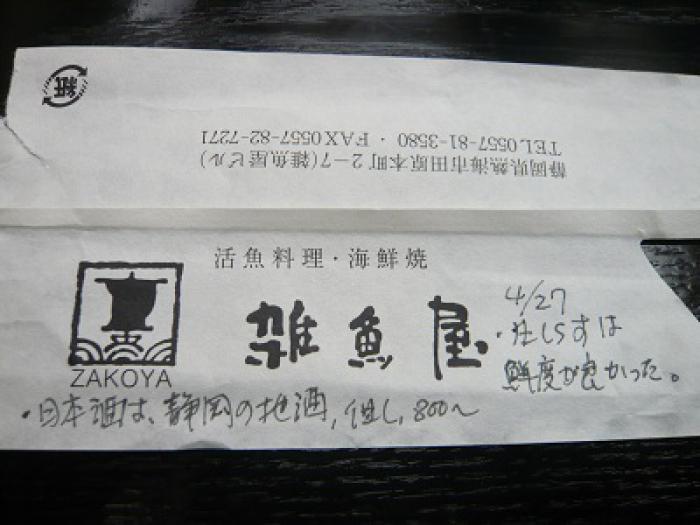 紙
静岡県熱海市田原本町2-7(雑魚屋ビル)
TEL 0557-81-3580・FAX 0557-82-7271
活魚料理・海鮮焼
雑魚屋
ZAKOYA
4/27
・生しらすは
鮮度が良かった。
・日本酒は、静岡の地酒，但し，800〜